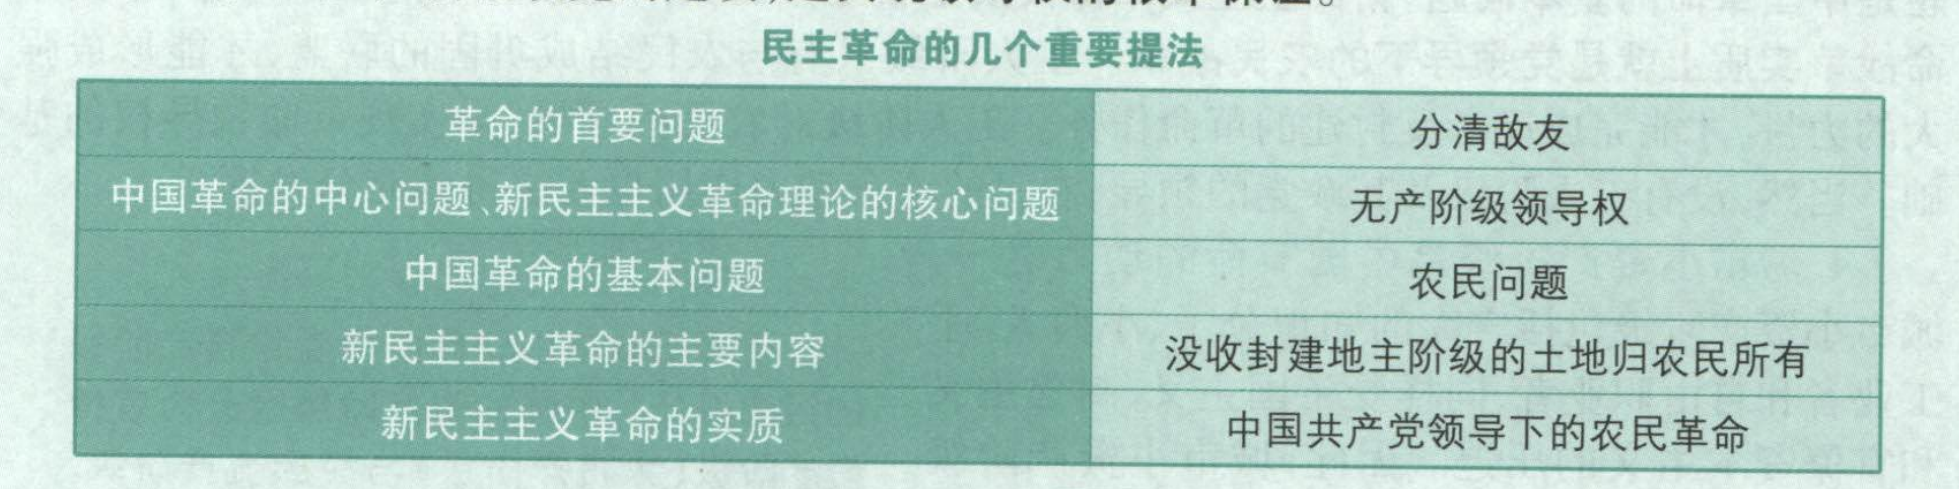 民主革命的几个重要提法
革命的首要问题 分清敌友
中国革命的中心问题、新民主主义革命理论的核心问题 无产阶级领导权
中国革命的基本问题 农民问题
新民主主义革命的主要内容 没收封建地主阶级的土地归农民所有
新民主主义革命的实质 中国共产党领导下的农民革命